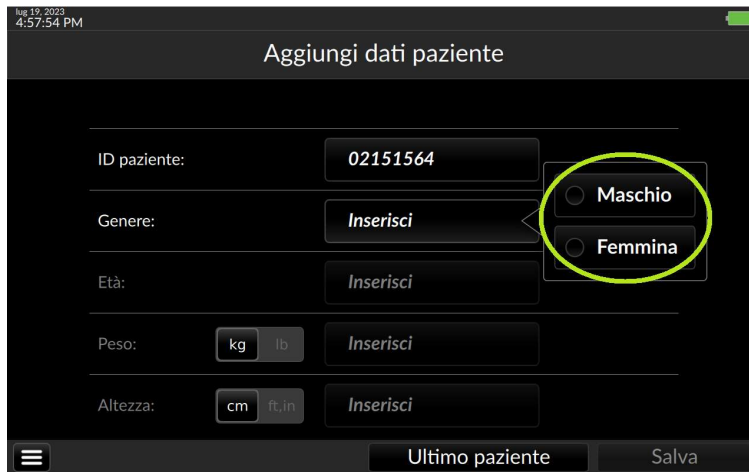 lug 19, 2023
4:57:54 PM
Aggiungi dati paziente
ID paziente: 02151564
Maschio
Genere: Inserisci
Femmina
Età: Inserisci
Peso: kg lb Inserisci
Altezza: cm ft,in Inserisci
Ultimo paziente Salva